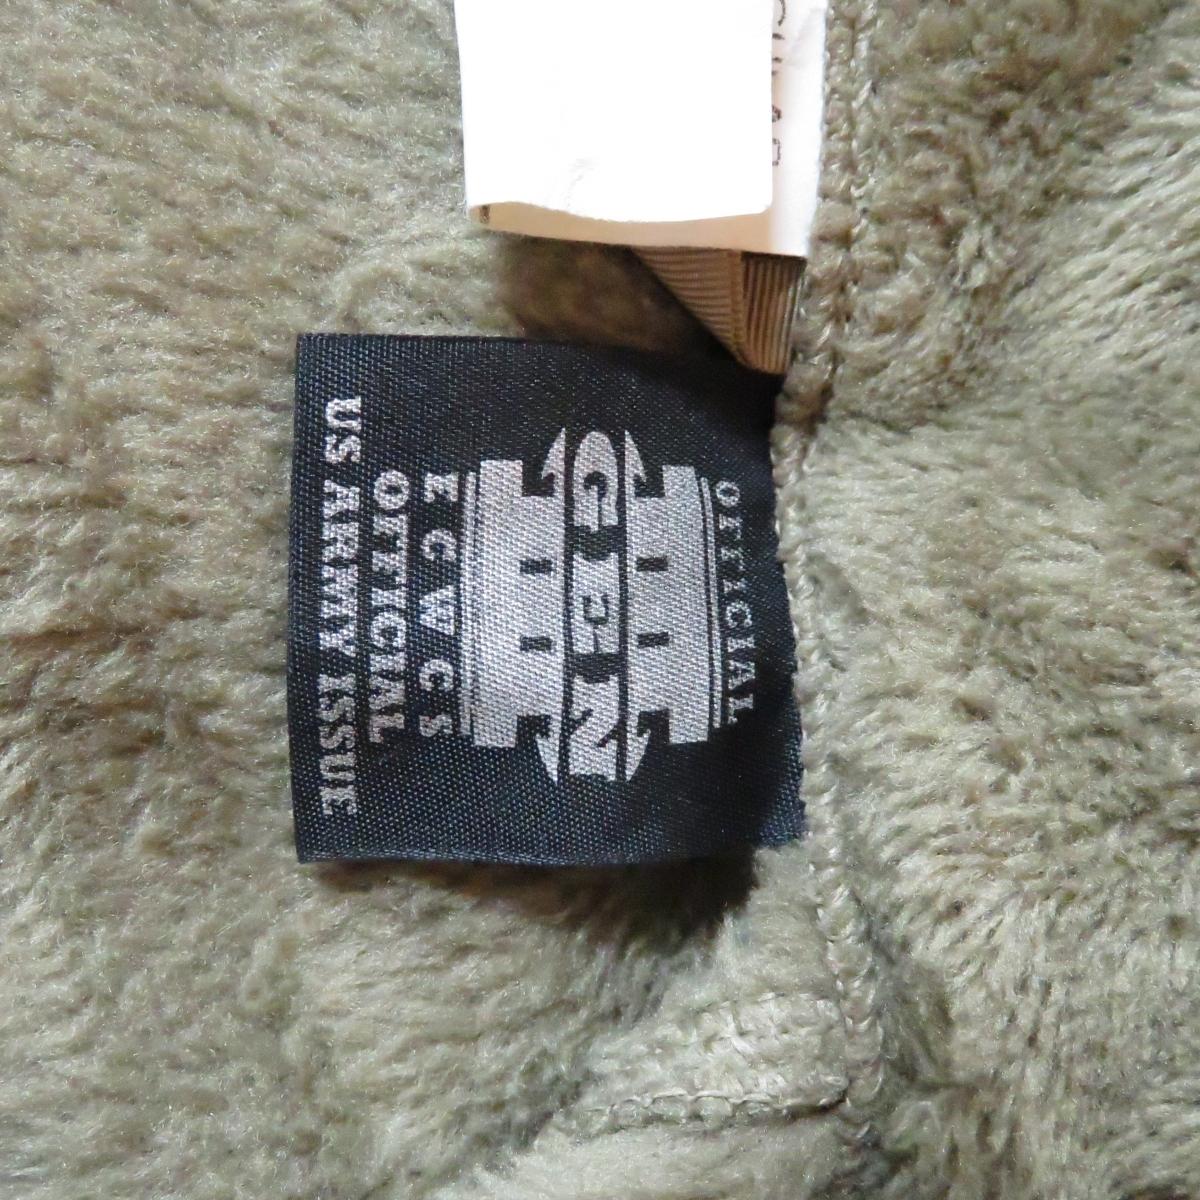 OFFICIAL
GEN III
ECWCS
OFFICIAL
US ARMY ISSUE